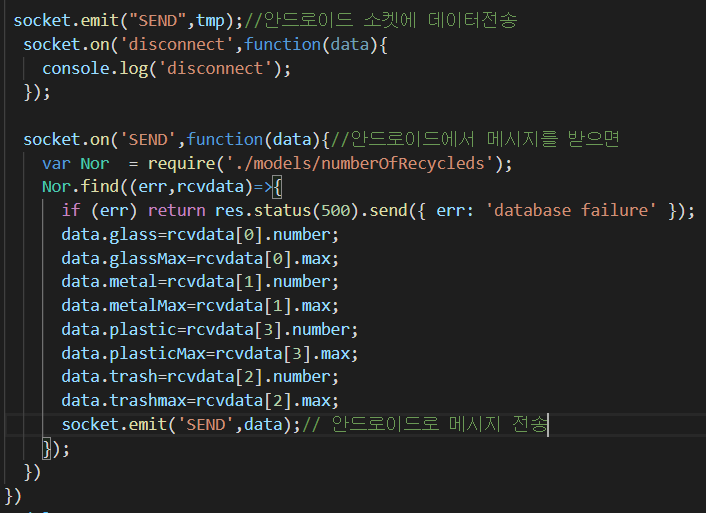 socket.emit("SEND",tmp);//안드로이드 소켓에 데이터전송
socket.on('disconnect',function(data){
console.log('disconnect');
});
socket.on('SEND',function(data){//안드로이드에서 메시지를 받으면
var Nor = require('./models/numberOfRecycleds');
Nor.find((err,rcvdata)=>{
if (err) return res.status(500).send({ err: 'database failure' });
data.glass=rcvdata[0].number;
data.glassMax=rcvdata[0].max;
data.metal=rcvdata[1].number;
data.metalMax=rcvdata[1].max;
data.plastic=rcvdata[3].number;
data.plasticMax=rcvdata[3].max;
data.trash=rcvdata[2].number;
data.trashmax=rcvdata[2].max;
socket.emit('SEND',data);// 안드로이드로 메시지 전송
});
})
})